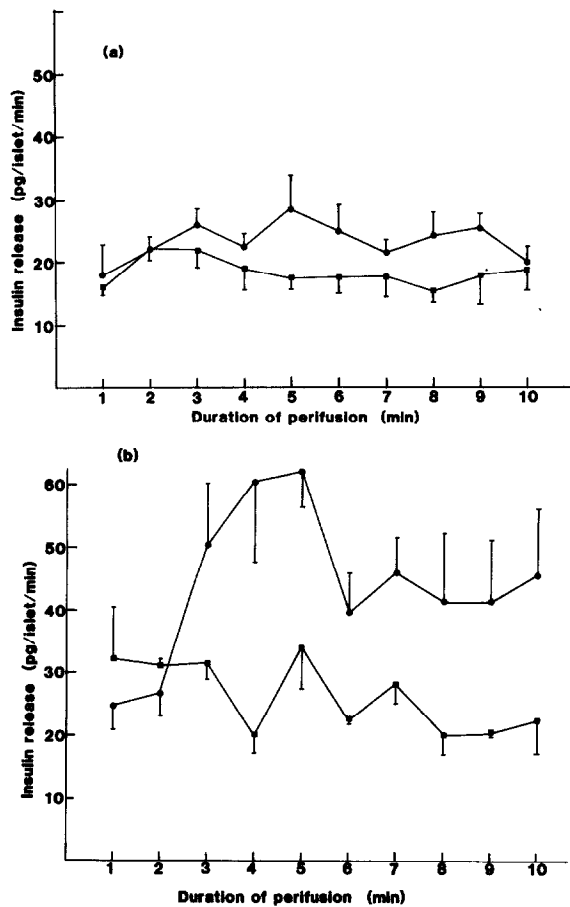 (a)
Insulin release (pg/islet/min)
50
40
30
20
10
1 2 3 4 5 6 7 8 9 10
Duration of perifusion (min)
(b)
Insulin release (pg/islet/min)
60
50
40
30
20
10
1 2 3 4 5 6 7 8 9 10
Duration of perifusion (min)